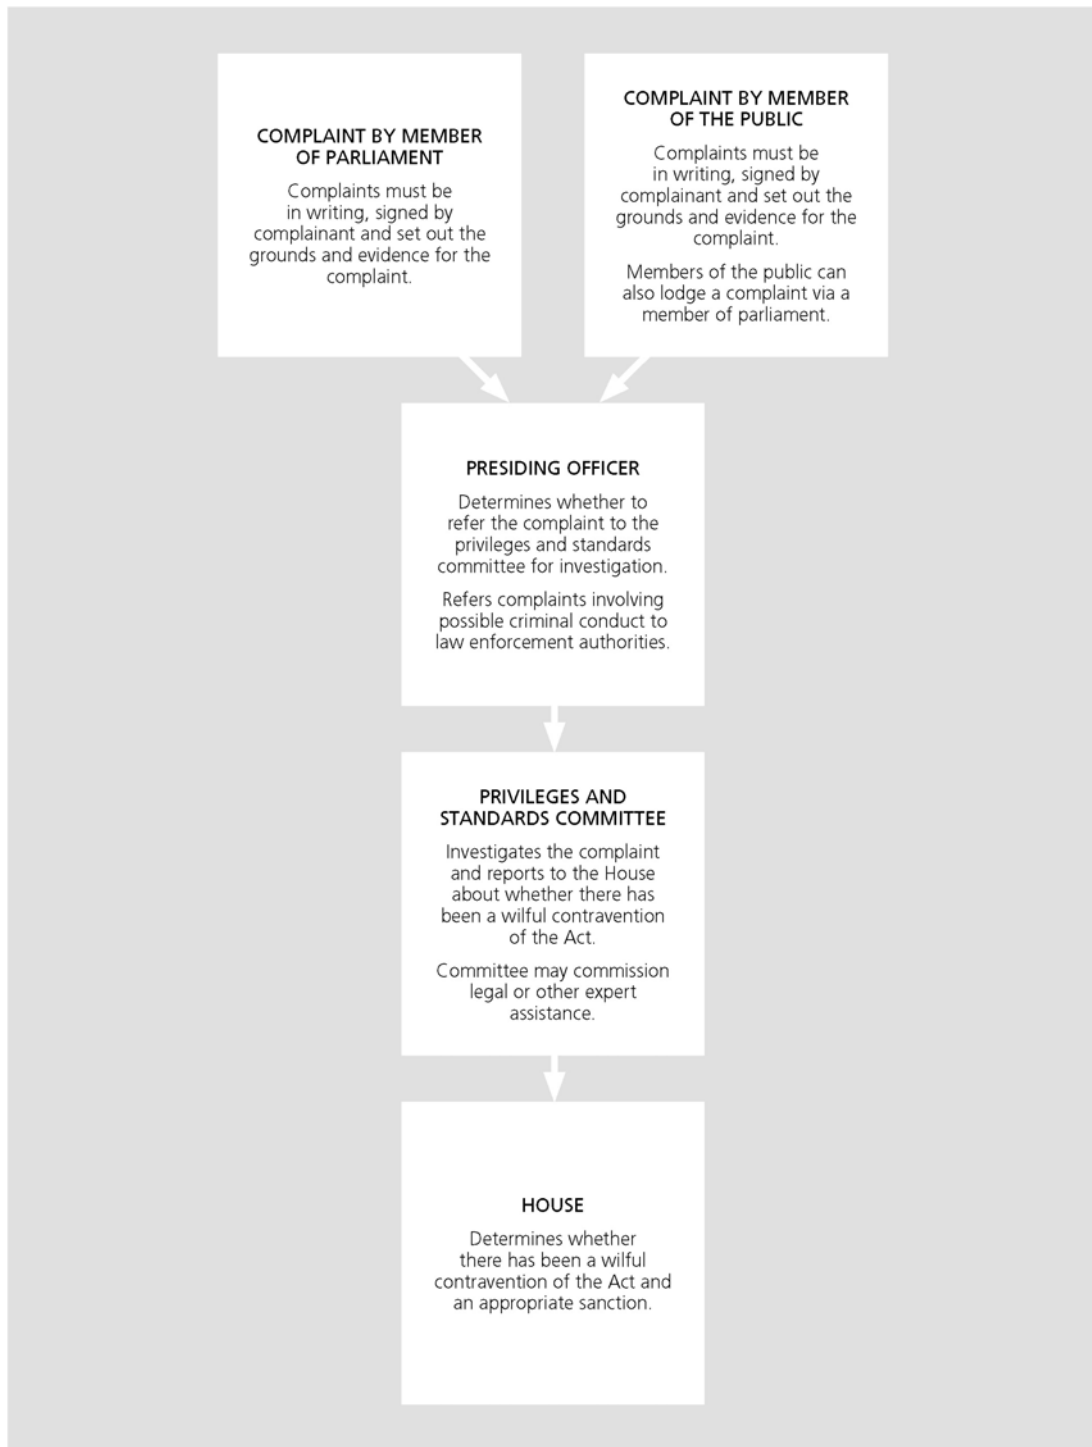 COMPLAINT BY MEMBER
OF PARLIAMENT
Complaints must be
in writing, signed by
complainant and set out the
grounds and evidence for the
complaint.
COMPLAINT BY MEMBER
OF THE PUBLIC
Complaints must be
in writing, signed by
complainant and set out the
grounds and evidence for the
complaint.
Members of the public can
also lodge a complaint via a
member of parliament.
PRESIDING OFFICER
Determines whether to
refer the complaint to the
privileges and standards
committee for investigation.
Refers complaints involving
possible criminal conduct to
law enforcement authorities.
PRIVILEGES AND
STANDARDS COMMITTEE
Investigates the complaint
and reports to the House
about whether there has
been a wilful contravention
of the Act.
Committee may commission
legal or other expert
assistance.
HOUSE
Determines whether
there has been a wilful
contravention of the Act and
an appropriate sanction.